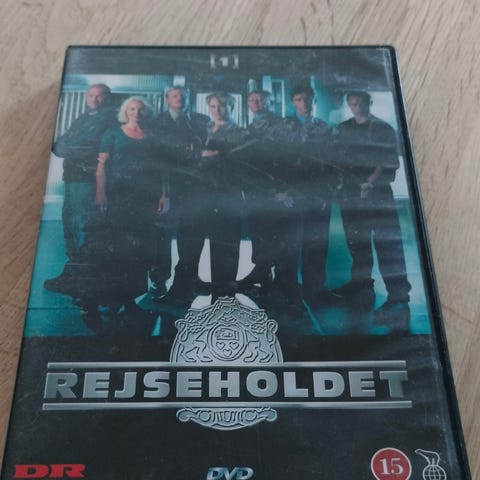 [1]
REJSEHOLDET
DR
DVD
15